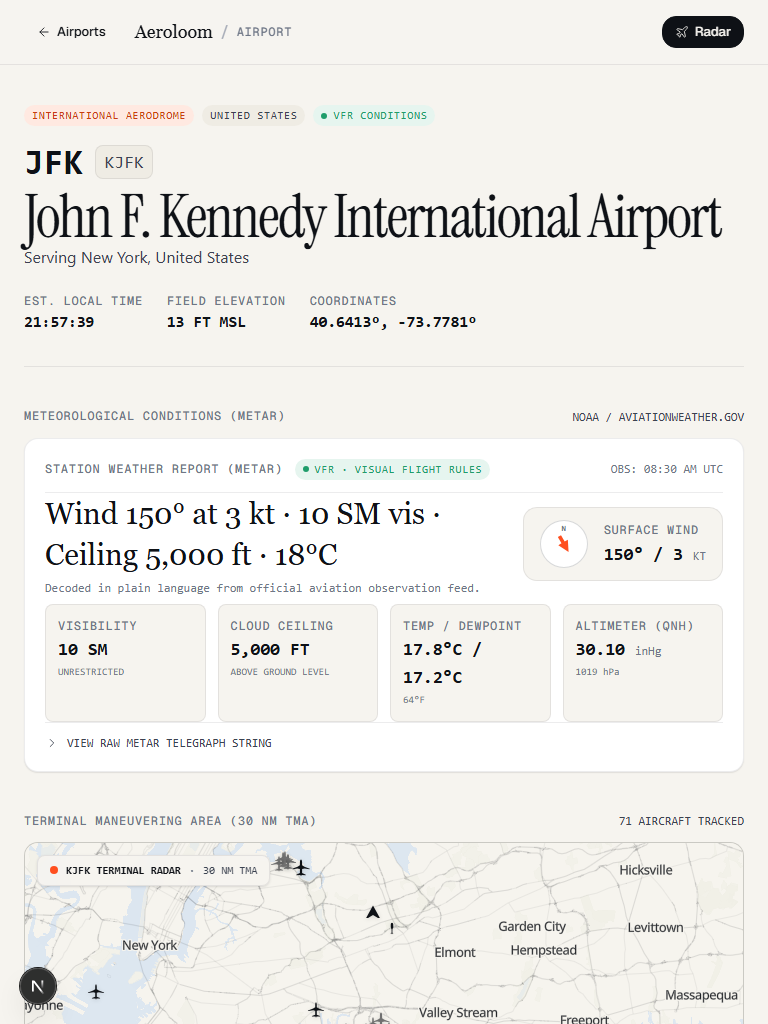 Airports
Aeroloom / AIRPORT
Radar
INTERNATIONAL AERODROME
UNITED STATES
VFR CONDITIONS
JFK
KJFK
John F. Kennedy International Airport
Serving New York, United States
EST. LOCAL TIME
21:57:39
FIELD ELEVATION
13 FT MSL
COORDINATES
40.6413º, -73.7781º
METEOROLOGICAL CONDITIONS (METAR)
NOAA / AVIATIONWEATHER.GOV
STATION WEATHER REPORT (METAR)
VFR · VISUAL FLIGHT RULES
OBS: 08:30 AM UTC
Wind 150º at 3 kt · 10 SM vis ·
Ceiling 5,000 ft · 18°C
Decoded in plain language from official aviation observation feed.
N
SURFACE WIND
150° / 3 KT
VISIBILITY
10 SM
UNRESTRICTED
CLOUD CEILING
5,000 FT
ABOVE GROUND LEVEL
TEMP / DEWPOINT
17.8°C /
17.2°C
64°F
ALTIMETER (QNH)
30.10 inHg
1019 hPa
VIEW RAW METAR TELEGRAPH STRING
TERMINAL MANEUVERING AREA (30 NM TMA)
71 AIRCRAFT TRACKED
KJFK TERMINAL RADAR · 30 NM TMA
Hicksville
Garden City
Levittown
New York
Elmont
Hempstead
N
yonne
Massapequa
Valley Stream
Freeport